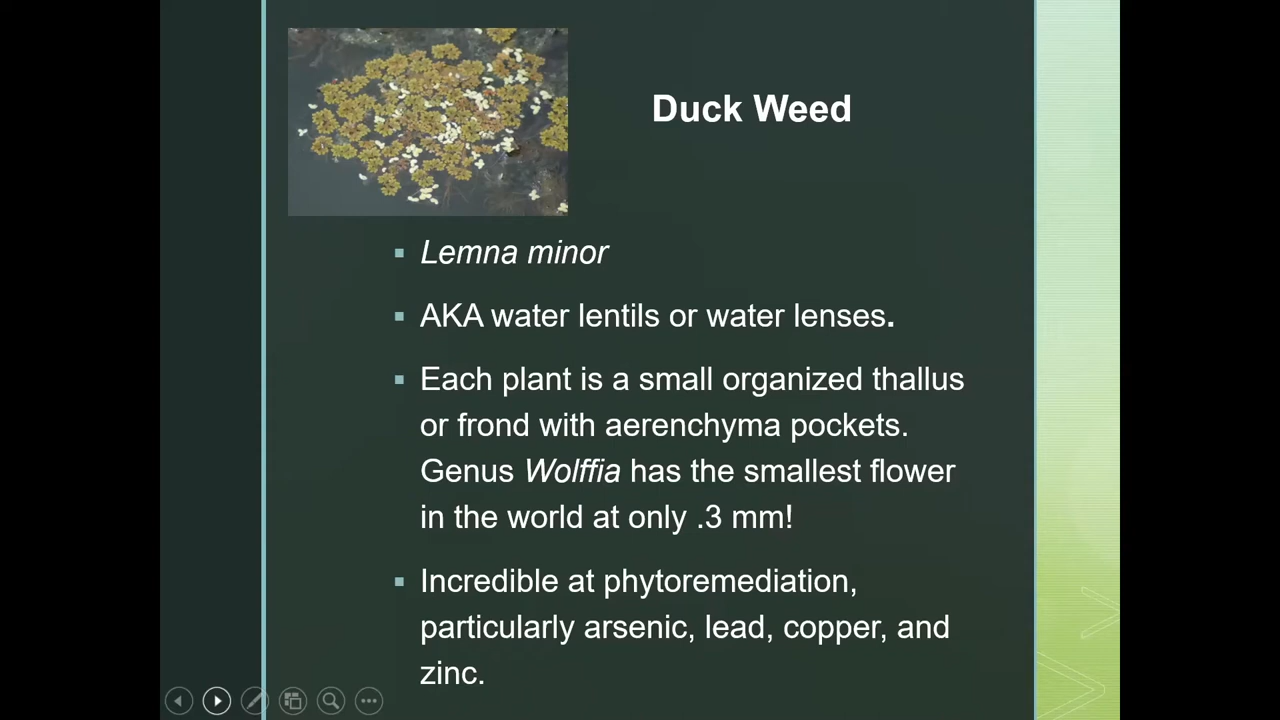 Duck Weed
Lemna minor
AKA water lentils or water lenses.
Each plant is a small organized thallus
or frond with aerenchyma pockets.
Genus Wolffia has the smallest flower
in the world at only .3 mm!
Incredible at phytoremediation,
particularly arsenic, lead, copper, and
zinc.